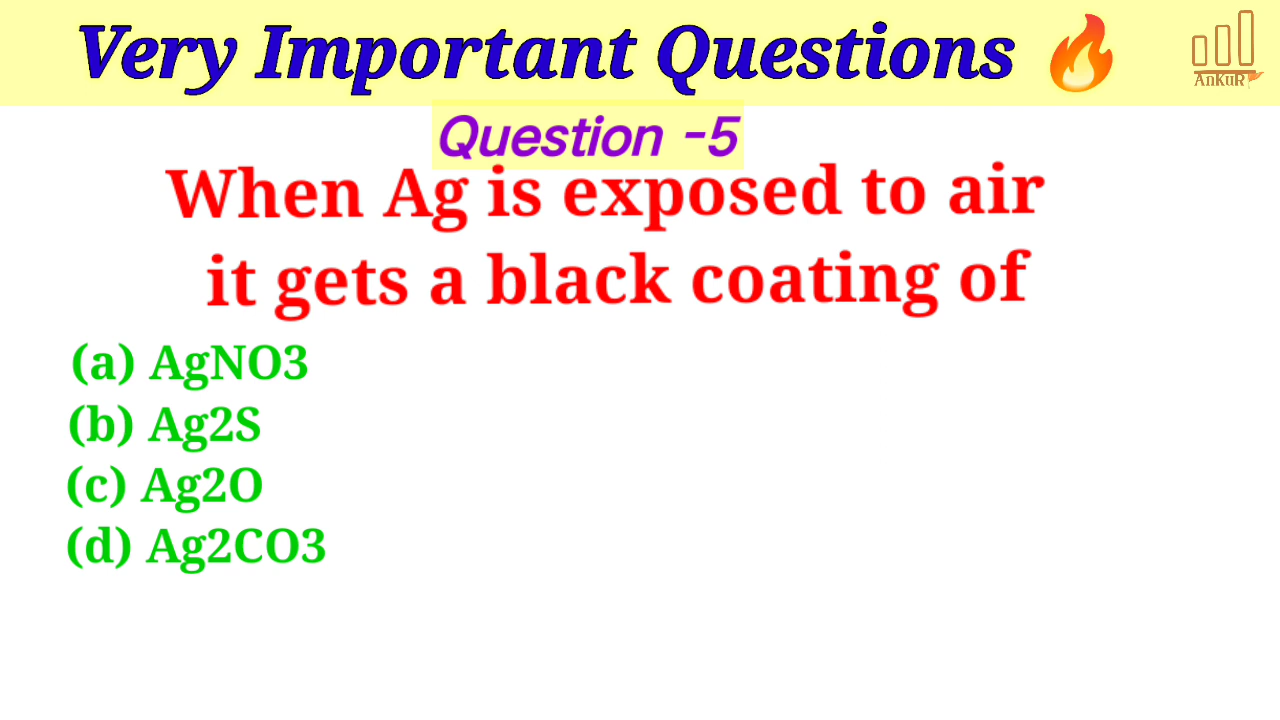 Very Important Questions 🔥
AnKuR
Question -5
When Ag is exposed to air
it gets a black coating of
(a) AgNO3
(b) Ag2S
(c) Ag2O
(d) Ag2CO3